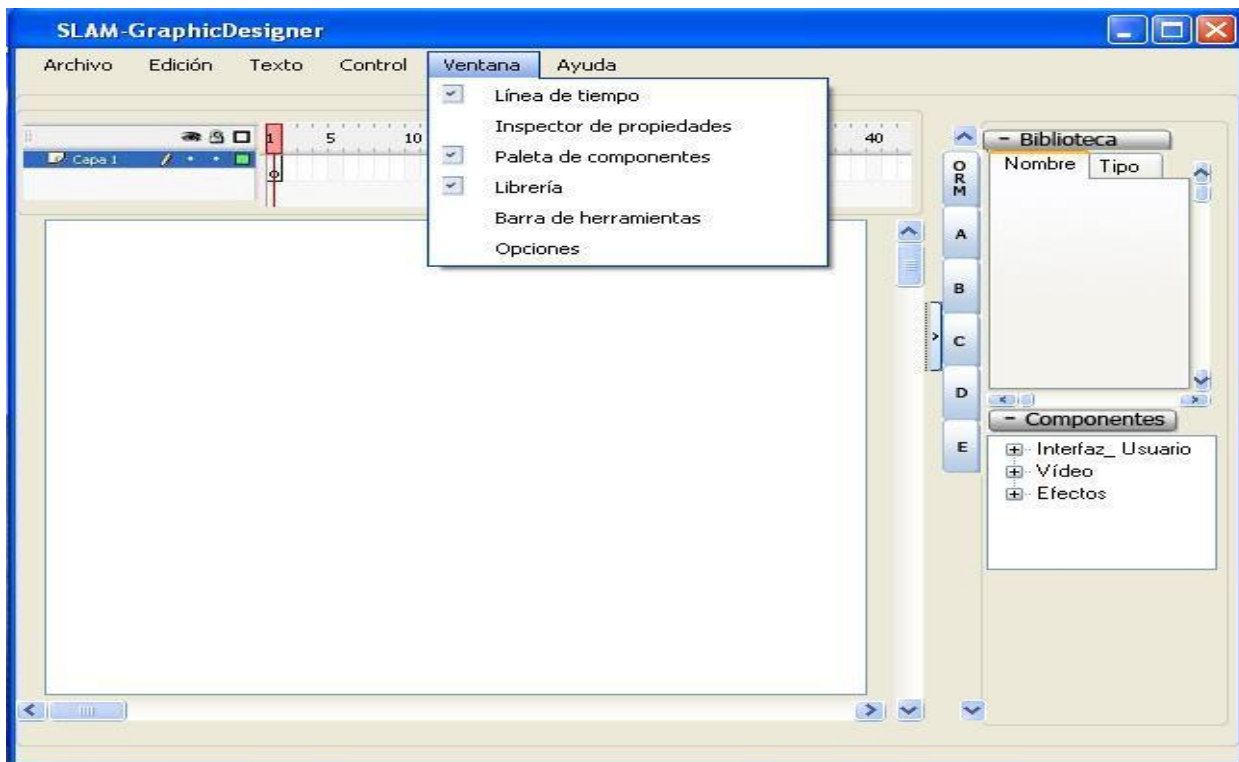 SLAM-GraphicDesigner
Archivo Edición Texto Control Ventana Ayuda
Línea de tiempo
Inspector de propiedades
Paleta de componentes
Librería
Barra de herramientas
Opciones
1 5 10 40
Capa 1
ORM
A
B
C
D
E
- Biblioteca
Nombre Tipo
- Componentes
Interfaz_ Usuario
Vídeo
Efectos